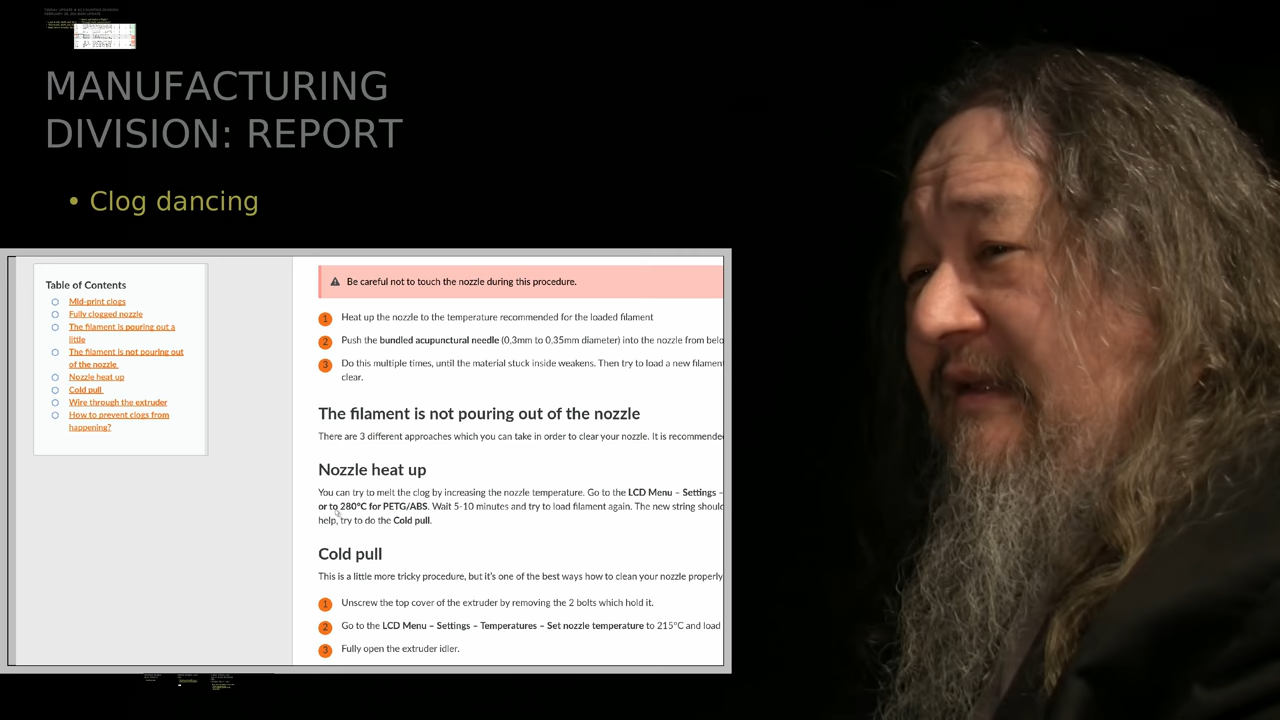 MANUFACTURING
DIVISION: REPORT
• Clog dancing
Table of Contents
Mid-print clogs
Fully clogged nozzle
The filament is pouring out a
little
The filament is not pouring out
of the nozzle
Nozzle heat up
Cold pull
Wire through the extruder
How to prevent clogs from
happening?
Be careful not to touch the nozzle during this procedure.
1 Heat up the nozzle to the temperature recommended for the loaded filament
2 Push the bundled acupunctural needle (0,3mm to 0,35mm diameter) into the nozzle from belo
3 Do this multiple times, until the material stuck inside weakens. Then try to load a new filament
clear.
The filament is not pouring out of the nozzle
There are 3 different approaches which you can take in order to clear your nozzle. It is recommended
Nozzle heat up
You can try to melt the clog by increasing the nozzle temperature. Go to the LCD Menu – Settings –
or to 280°C for PETG/ABS. Wait 5-10 minutes and try to load filament again. The new string should
help, try to do the Cold pull.
Cold pull
This is a little more tricky procedure, but it's one of the best ways how to clean your nozzle properly
1 Unscrew the top cover of the extruder by removing the 2 bolts which hold it.
2 Go to the LCD Menu – Settings – Temperatures – Set nozzle temperature to 215°C and load
3 Fully open the extruder idler.